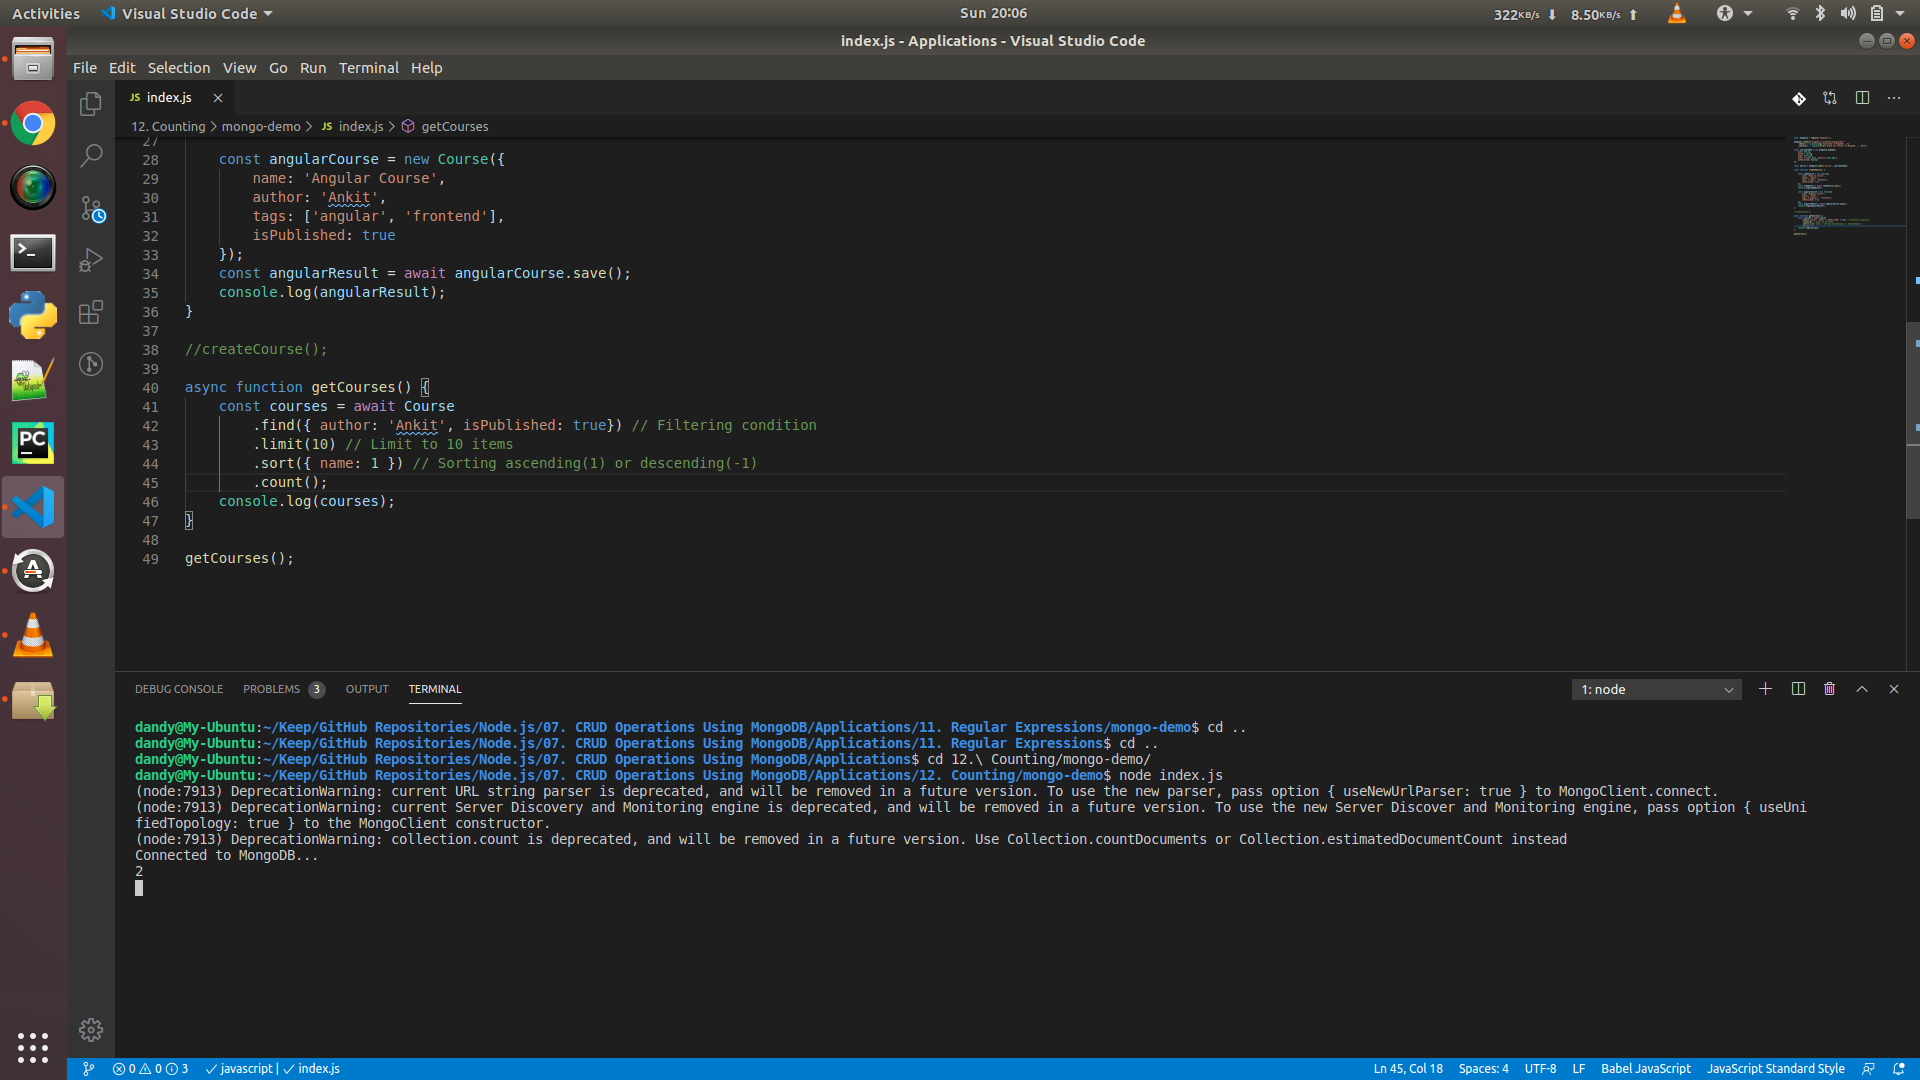 Activities Visual Studio Code Sun 20:06 322KB/s 8.50KB/s
index.js - Applications - Visual Studio Code
File Edit Selection View Go Run Terminal Help
JS index.js
12. Counting > mongo-demo > JS index.js > getCourses
27
28 const angularCourse = new Course({
29 name: 'Angular Course',
30 author: 'Ankit',
31 tags: ['angular', 'frontend'],
32 isPublished: true
33 });
34 const angularResult = await angularCourse.save();
35 console.log(angularResult);
36 }
37
38 //createCourse();
39
40 async function getCourses() {
41 const courses = await Course
42 .find({ author: 'Ankit', isPublished: true}) // Filtering condition
43 .limit(10) // Limit to 10 items
44 .sort({ name: 1 }) // Sorting ascending(1) or descending(-1)
45 .count();
46 console.log(courses);
47 }
48
49 getCourses();
DEBUG CONSOLE PROBLEMS 3 OUTPUT TERMINAL 1: node
dandy@My-Ubuntu:~/Keep/GitHub Repositories/Node.js/07. CRUD Operations Using MongoDB/Applications/11. Regular Expressions/mongo-demo$ cd ..
dandy@My-Ubuntu:~/Keep/GitHub Repositories/Node.js/07. CRUD Operations Using MongoDB/Applications/11. Regular Expressions$ cd ..
dandy@My-Ubuntu:~/Keep/GitHub Repositories/Node.js/07. CRUD Operations Using MongoDB/Applications$ cd 12.\ Counting/mongo-demo/
dandy@My-Ubuntu:~/Keep/GitHub Repositories/Node.js/07. CRUD Operations Using MongoDB/Applications/12. Counting/mongo-demo$ node index.js
(node:7913) DeprecationWarning: current URL string parser is deprecated, and will be removed in a future version. To use the new parser, pass option { useNewUrlParser: true } to MongoClient.connect.
(node:7913) DeprecationWarning: current Server Discovery and Monitoring engine is deprecated, and will be removed in a future version. To use the new Server Discover and Monitoring engine, pass option { useUni
fiedTopology: true } to the MongoClient constructor.
(node:7913) DeprecationWarning: collection.count is deprecated, and will be removed in a future version. Use Collection.countDocuments or Collection.estimatedDocumentCount instead
Connected to MongoDB...
2
0 0 3 javascript | index.js Ln 45, Col 18 Spaces: 4 UTF-8 LF Babel JavaScript JavaScript Standard Style